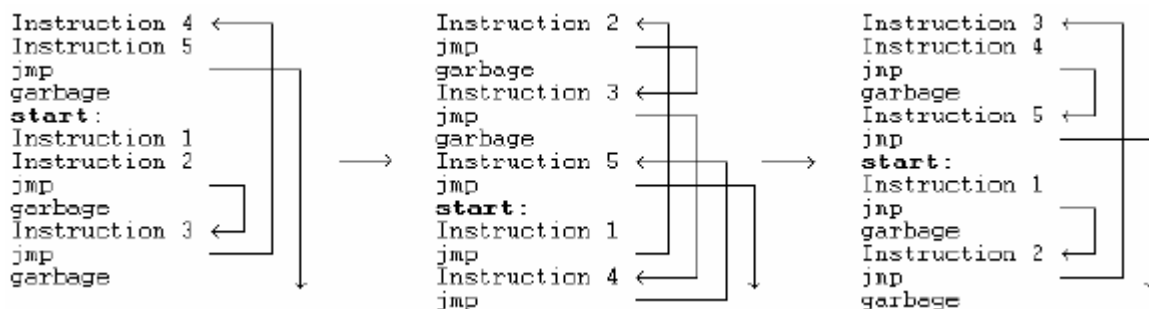 Instruction 4
Instruction 5
jmp
garbage
start:
Instruction 1
Instruction 2
jmp
garbage
Instruction 3
jmp
garbage
Instruction 2
jmp
garbage
Instruction 3
jmp
garbage
Instruction 5
jmp
start:
Instruction 1
jmp
Instruction 4
jmp
Instruction 3
Instruction 4
jmp
garbage
Instruction 5
jmp
start:
Instruction 1
jmp
garbage
Instruction 2
jmp
garbage